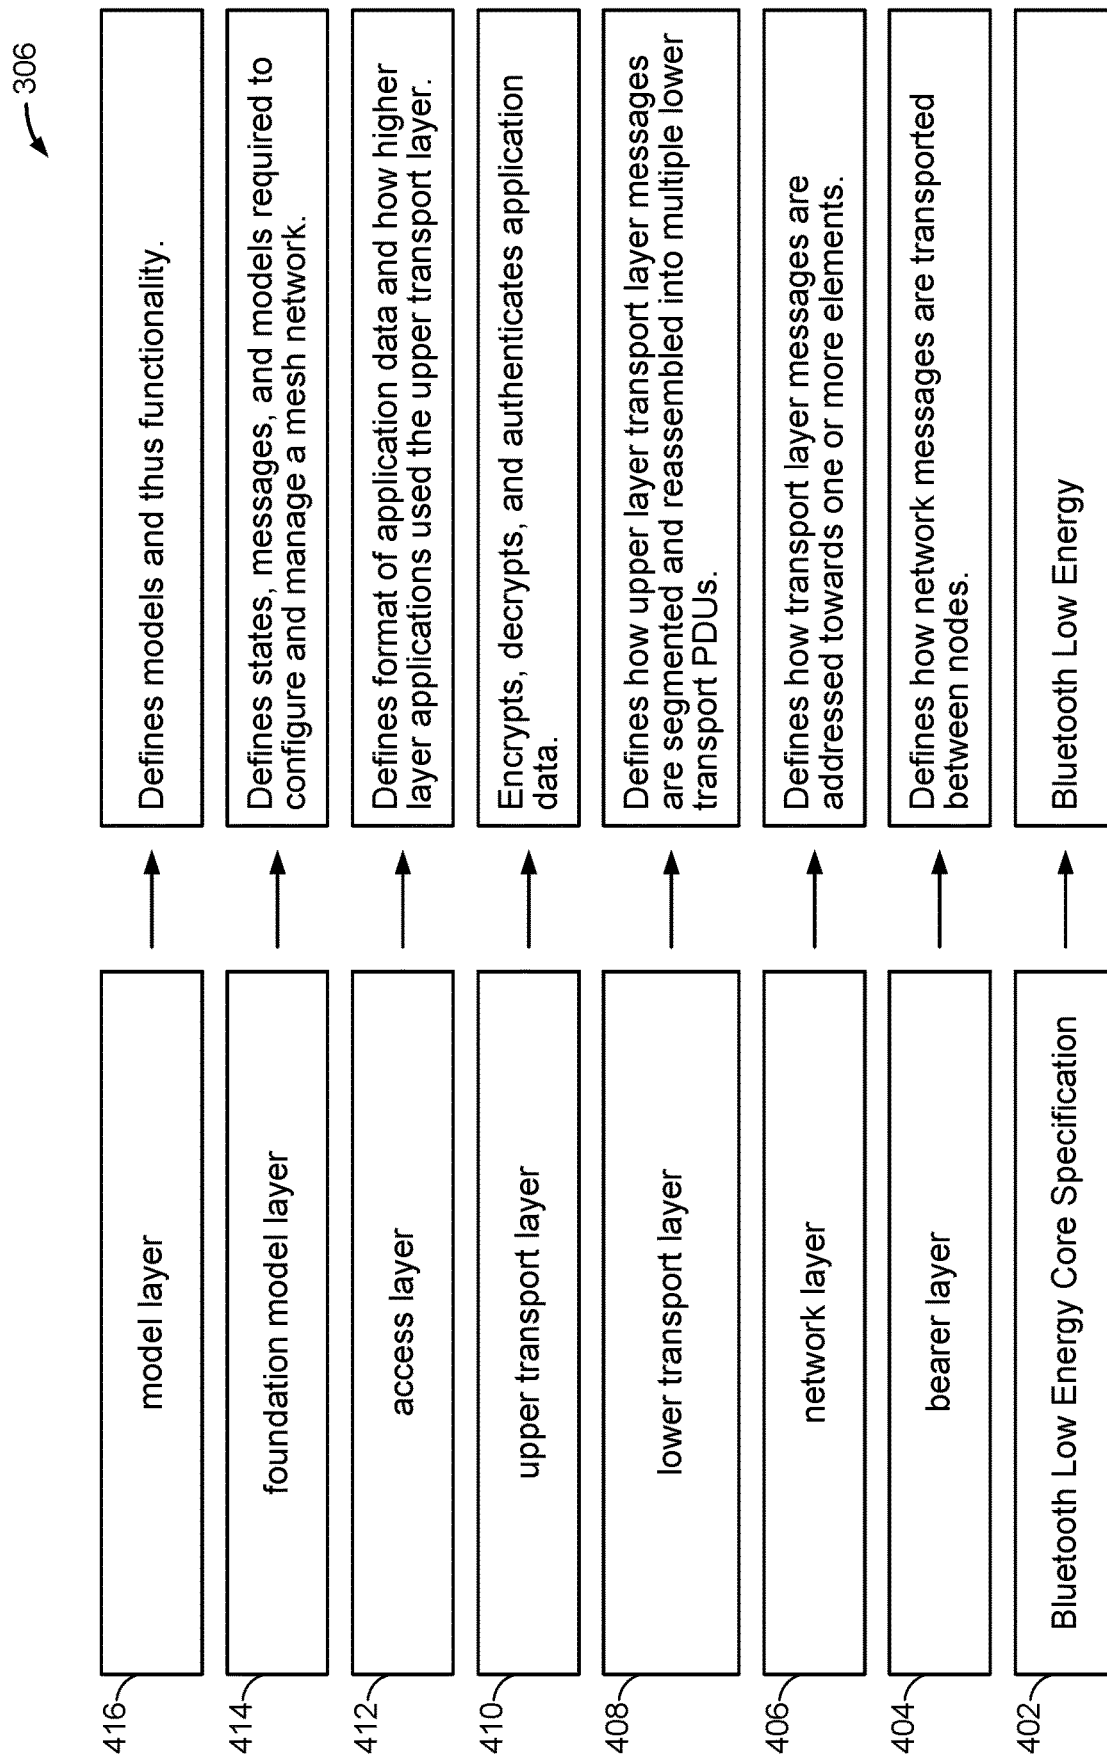 306
416
model layer
Defines models and thus functionality.
414
foundation model layer
Defines states, messages, and models required to
configure and manage a mesh network.
412
access layer
Defines format of application data and how higher
layer applications used the upper transport layer.
410
upper transport layer
Encrypts, decrypts, and authenticates application
data.
408
lower transport layer
Defines how upper layer transport layer messages
are segmented and reassembled into multiple lower
transport PDUs.
406
network layer
Defines how transport layer messages are
addressed towards one or more elements.
404
bearer layer
Defines how network messages are transported
between nodes.
402
Bluetooth Low Energy Core Specification
Bluetooth Low Energy